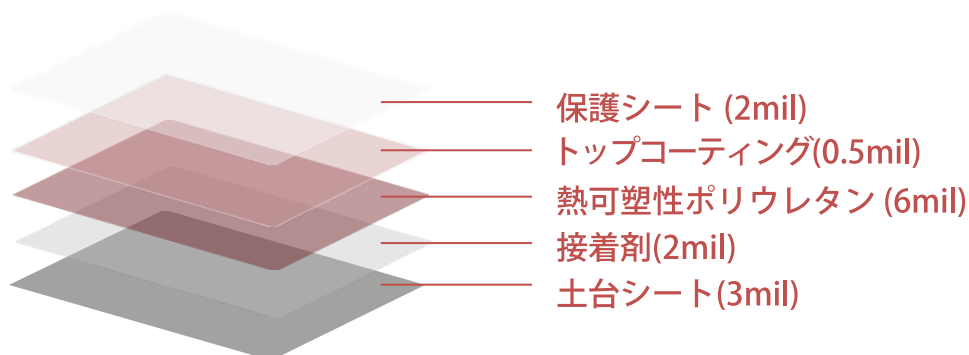 保護シート (2mil)
トップコーティング(0.5mil)
熱可塑性ポリウレタン (6mil)
接着剤(2mil)
土台シート(3mil)